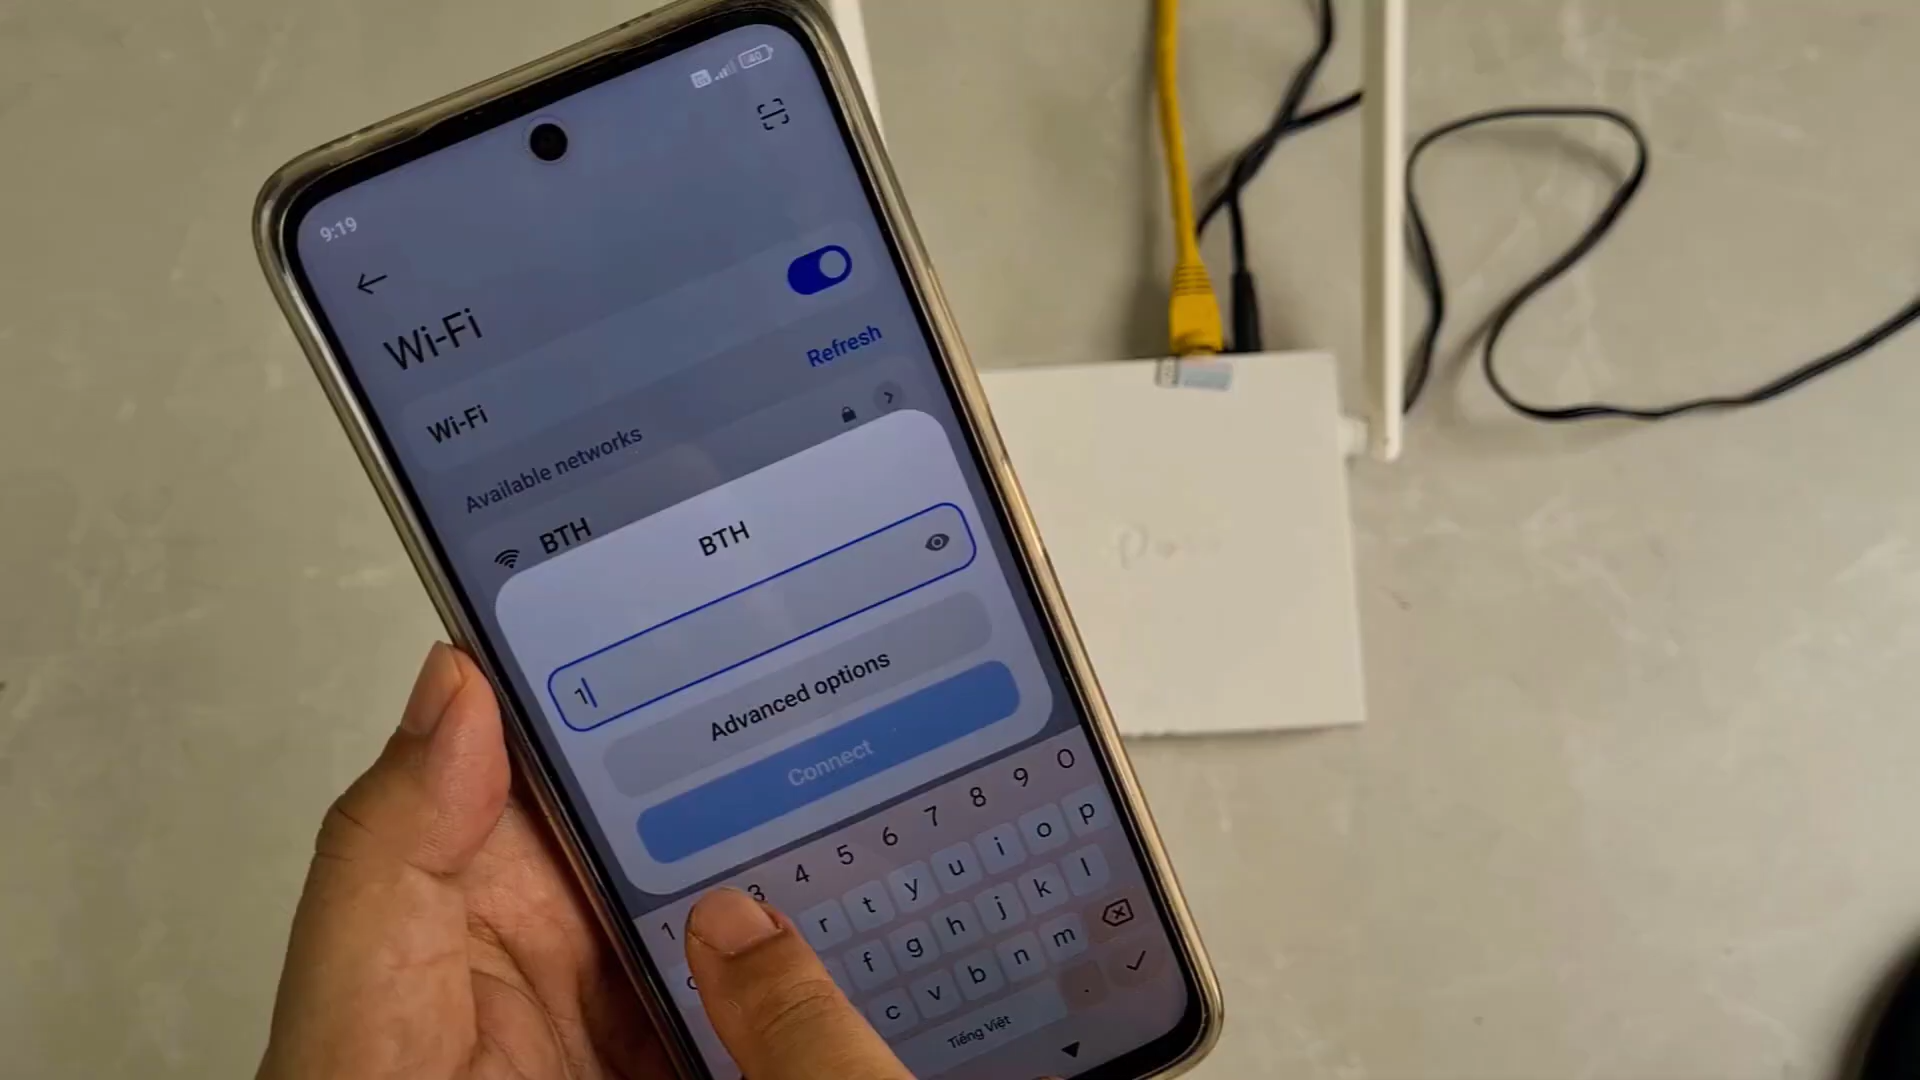 40
9:19
Wi-Fi
Wi-Fi
Refresh
Available networks
BTH
BTH
1
Advanced options
Connect
1 3 4 5 6 7 8 9 0
r t y u i o p
f g h j k l
c v b n m
. Tiếng Việt